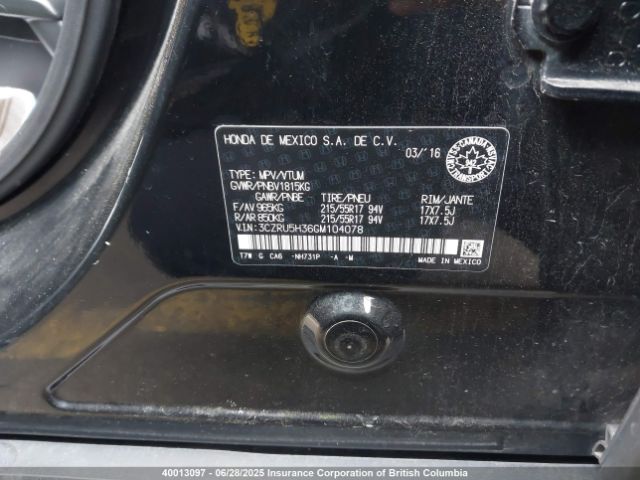 HONDA DE MEXICO S.A. DE C.V.
03/'16
TYPE: MPV/VTUM
GVWR/PNBV1815KG
GAWR/PNBE TIRE/PNEU RIM/JANTE
F/AV 965KG 215/55R17 94V 17X7.5J
R/AR 850KG 215/55R17 94V 17X7.5J
V.I.N: 3CZRU5H36GM104078
T7W G CA6 -NH731P -A -M
MADE IN MEXICO
CANADA
TRANSPORT
40013097 - 06/28/2025 Insurance Corporation of British Columbia